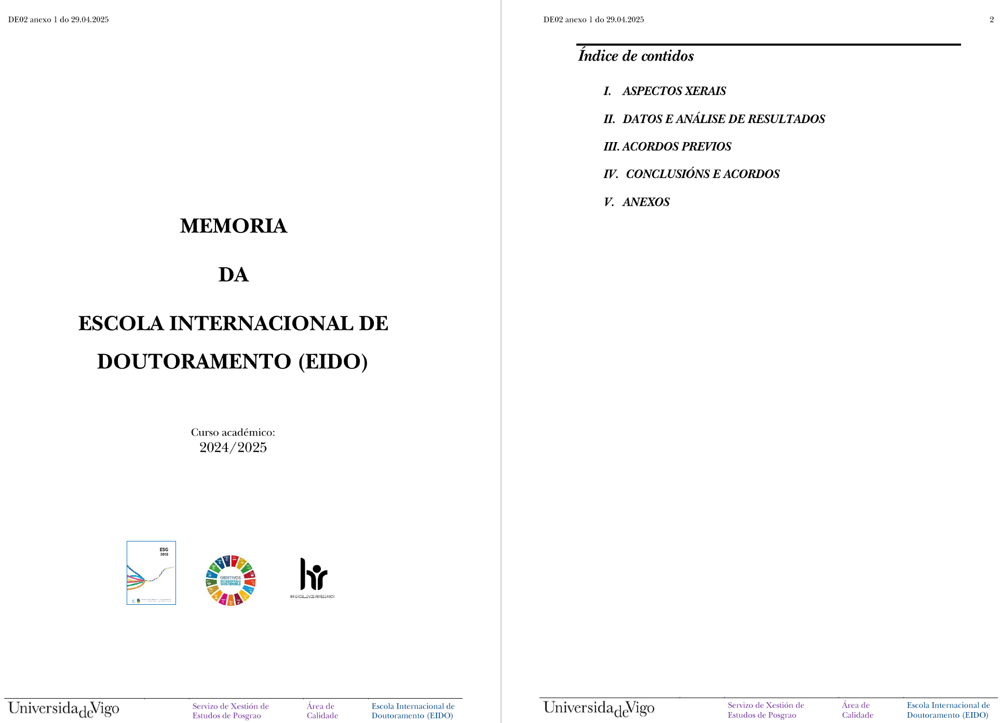 DE02 anexo 1 do 29.04.2025
MEMORIA
DA
ESCOLA INTERNACIONAL DE
DOUTORAMENTO (EIDO)
Curso académico:
2024/2025
ESG
2015
OBJETIVOS
DE DESARROLLO
SOSTENIBLE
HR EXCELLENCE IN RESEARCH
UniversidadeVigo
Servizo de Xestión de
Estudos de Posgrao
Área de
Calidade
Escola Internacional de
Doutoramento (EIDO)
DE02 anexo 1 do 29.04.2025
2
Índice de contidos
I. ASPECTOS XERAIS
II. DATOS E ANÁLISE DE RESULTADOS
III. ACORDOS PREVIOS
IV. CONCLUSIÓNS E ACORDOS
V. ANEXOS
UniversidadeVigo
Servizo de Xestión de
Estudos de Posgrao
Área de
Calidade
Escola Internacional de
Doutoramento (EIDO)